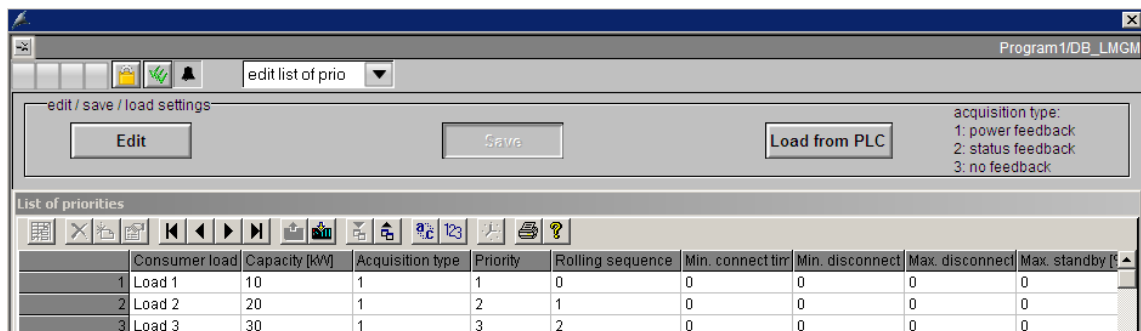 Program1/DB_LMGM
edit list of prio
edit / save / load settings
Edit
Save
Load from PLC
acquisition type:
1: power feedback
2: status feedback
3: no feedback
List of priorities
Consumer load Capacity [kW] Acquisition type Priority Rolling sequence Min. connect tim Min. disconnect Max. disconnect Max. standby [%
1 Load 1 10 1 1 0 0 0 0 0
2 Load 2 20 1 2 1 0 0 0 0
3 Load 3 30 1 3 2 0 0 0 0